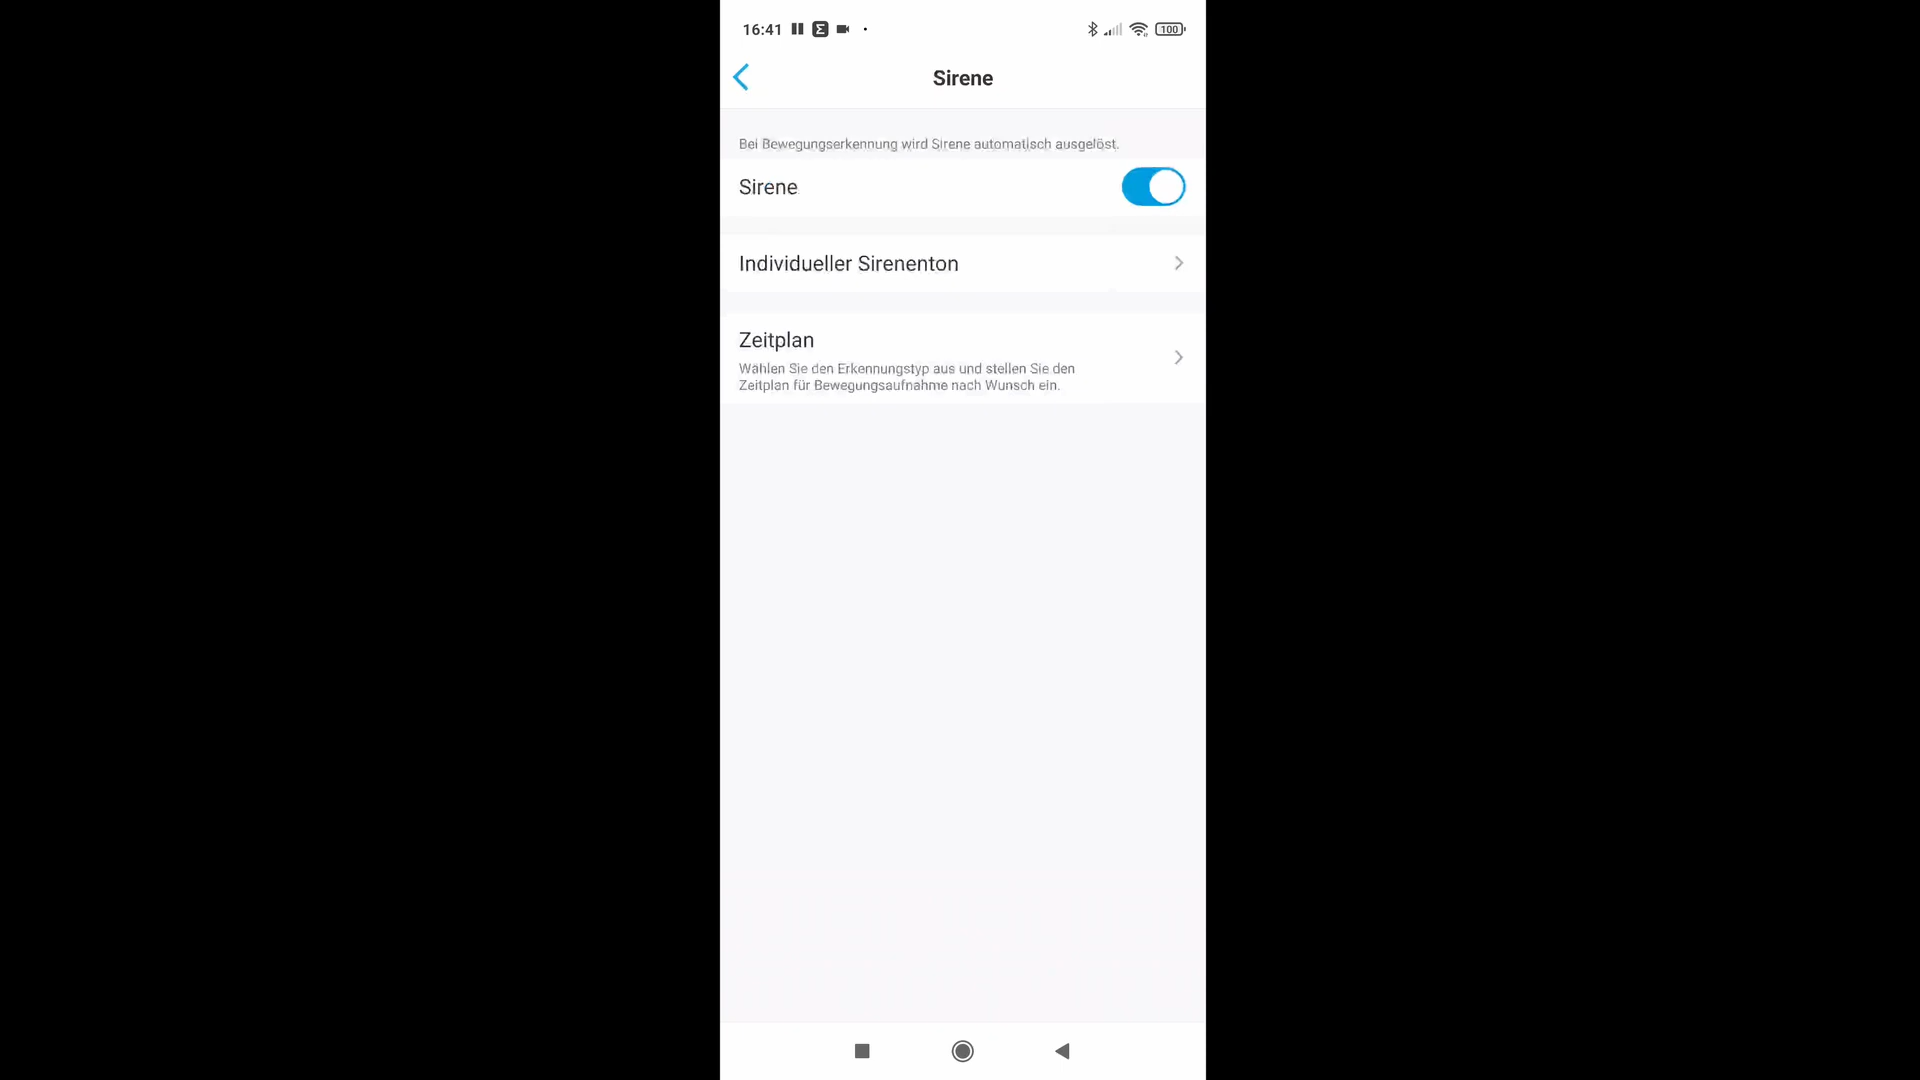 16:41
100
Sirene
Bei Bewegungserkennung wird Sirene automatisch ausgelöst.
Sirene
Individueller Sirenenton
Zeitplan
Wählen Sie den Erkennungstyp aus und stellen Sie den
Zeitplan für Bewegungsaufnahme nach Wunsch ein.